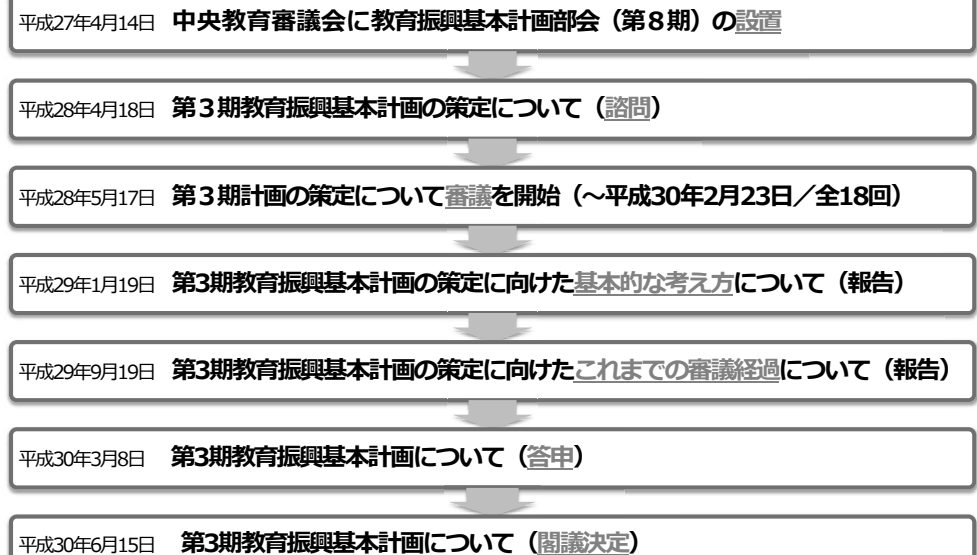 平成27年4月14日 中央教育審議会に教育振興基本計画部会（第８期）の設置
平成28年4月18日 第３期教育振興基本計画の策定について（諮問）
平成28年5月17日 第３期計画の策定について審議を開始（～平成30年2月23日／全18回）
平成29年1月19日 第3期教育振興基本計画の策定に向けた基本的な考え方について（報告）
平成29年9月19日 第3期教育振興基本計画の策定に向けたこれまでの審議経過について（報告）
平成30年3月8日 第3期教育振興基本計画について（答申）
平成30年6月15日 第3期教育振興基本計画について（閣議決定）